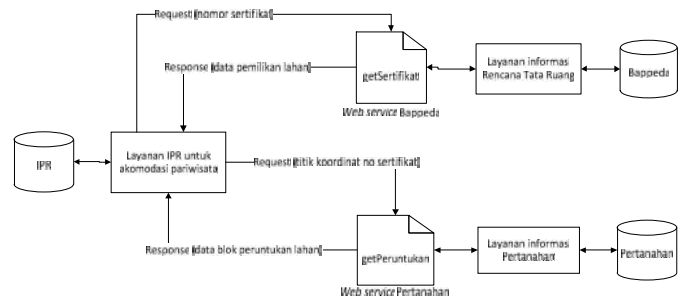 Request (nomor sertifikat)
Response (data pemilikan lahan)
getSertifikat
Web service Bappeda
Layanan informasi
Rencana Tata Ruang
Bappeda
IPR
Layanan IPR untuk
akomodasi pariwisata
Request (titik koordinat no sertifikat)
Response (data blok peruntukan lahan)
getPeruntukan
Web service Pertanahan
Layanan informasi
Pertanahan
Pertanahan